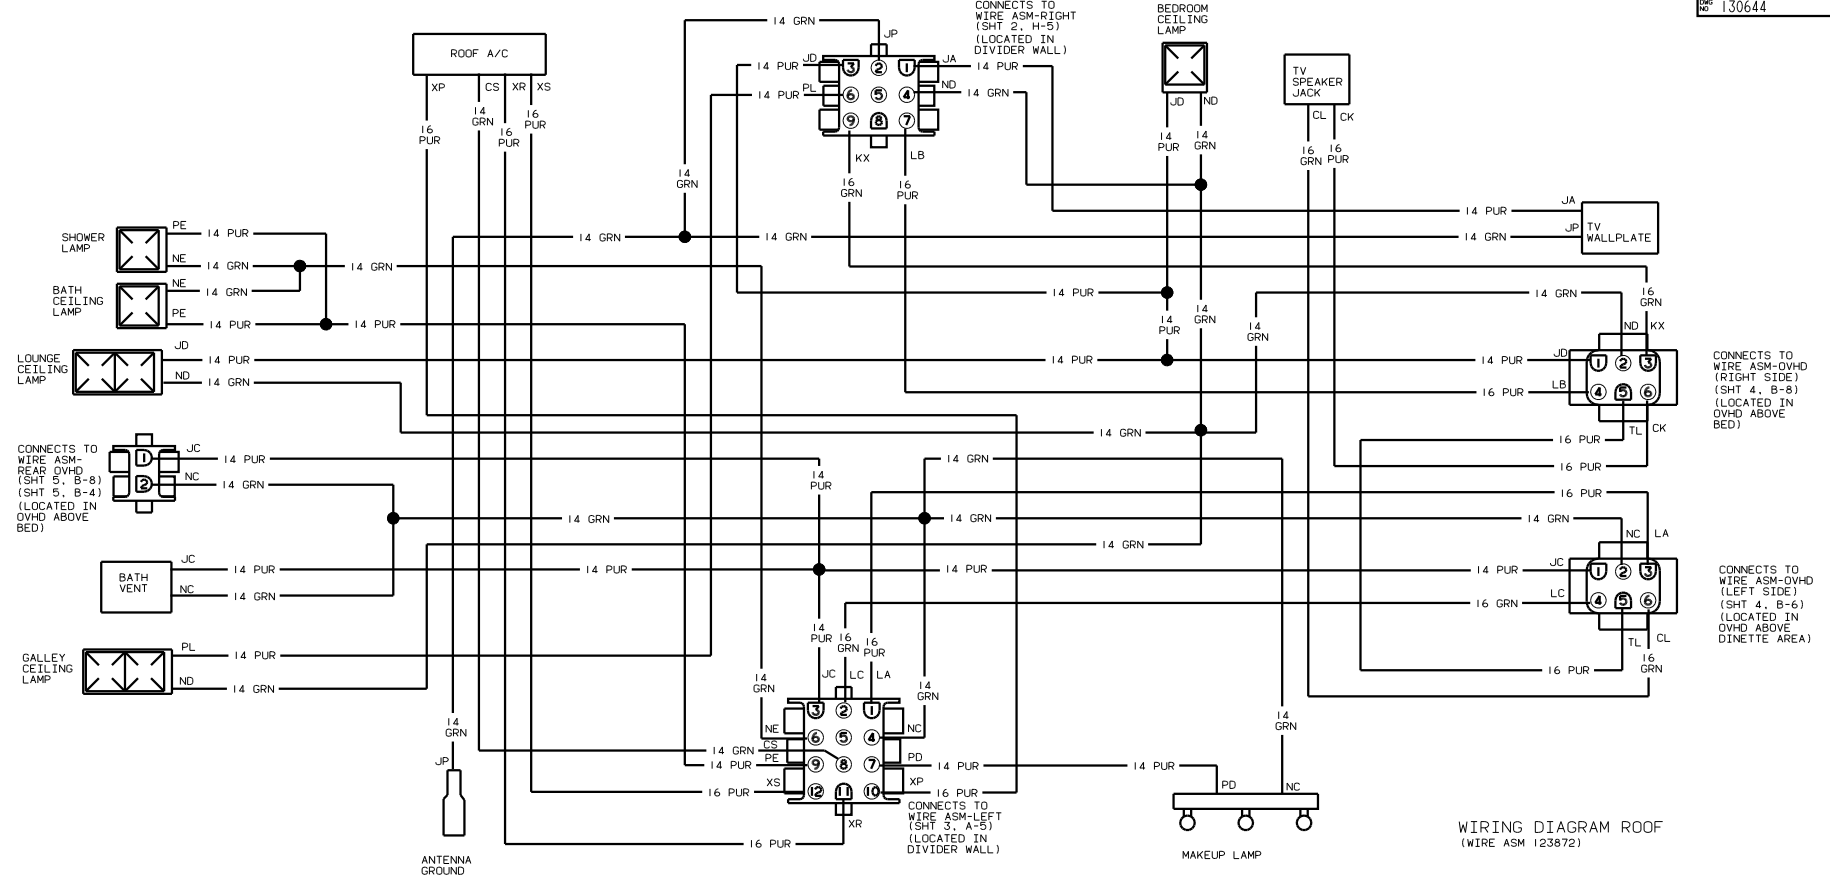 DWG
NO 130644
CONNECTS TO
WIRE ASM-RIGHT
(SHT 2, H-5)
(LOCATED IN
DIVIDER WALL)
BEDROOM
CEILING
LAMP
14 GRN
JP
ROOF A/C
XP
CS
XR
XS
16
PUR
14
GRN
16
PUR
16
PUR
14 PUR
JD
3
2
1
JA
14 PUR
14 PUR
PL
6
5
4
ND
14 GRN
9
8
7
KX
LB
16
GRN
16
PUR
14
GRN
JD
ND
14
PUR
14
GRN
TV
SPEAKER
JACK
CL
CK
16
GRN
16
PUR
14 PUR
JA
14 GRN
JP
TV
WALLPLATE
SHOWER
LAMP
PE
14 PUR
NE
14 GRN
14 GRN
14 GRN
14 GRN
BATH
CEILING
LAMP
NE
14 GRN
PE
14 PUR
14 PUR
14 PUR
14
PUR
14
GRN
14
GRN
14 GRN
16
GRN
ND
KX
LOUNGE
CEILING
LAMP
JD
14 PUR
ND
14 GRN
14 PUR
14 PUR
JD
1
2
3
16 PUR
LB
4
5
6
TL
CK
CONNECTS TO
WIRE ASM-OVHD
(RIGHT SIDE)
(SHT 4, B-8)
(LOCATED IN
OVHD ABOVE
BED)
14 GRN
16 PUR
16 PUR
CONNECTS TO
WIRE ASM-
REAR OVHD
(SHT 5, B-8)
(SHT 5, B-4)
(LOCATED IN
OVHD ABOVE
BED)
1
2
JC
14 PUR
NC
14 GRN
14
PUR
14 GRN
16 PUR
14 GRN
14 GRN
14 GRN
NC
LA
14 GRN
BATH
VENT
JC
14 PUR
NC
14 GRN
14 PUR
14 PUR
14 PUR
JC
1
2
3
16 GRN
LC
4
5
6
TL
CL
16 PUR
16
GRN
CONNECTS TO
WIRE ASM-OVHD
(LEFT SIDE)
(SHT 4, B-6)
(LOCATED IN
OVHD ABOVE
DINETTE AREA)
GALLEY
CEILING
LAMP
PL
14 PUR
ND
14 GRN
14
PUR
16
GRN
16
PUR
14
GRN
JC
LC
LA
14
GRN
3
2
1
NE
6
5
4
NC
14 GRN
CS
14 PUR
PE
9
8
7
PD
14 PUR
14 PUR
16 PUR
XS
12
11
10
XP
16 PUR
XR
16 PUR
CONNECTS TO
WIRE ASM-LEFT
(SHT 3, A-5)
(LOCATED IN
DIVIDER WALL)
14
GRN
JP
ANTENNA
GROUND
14
GRN
PD
NC
MAKEUP LAMP
WIRING DIAGRAM ROOF
(WIRE ASM 123872)